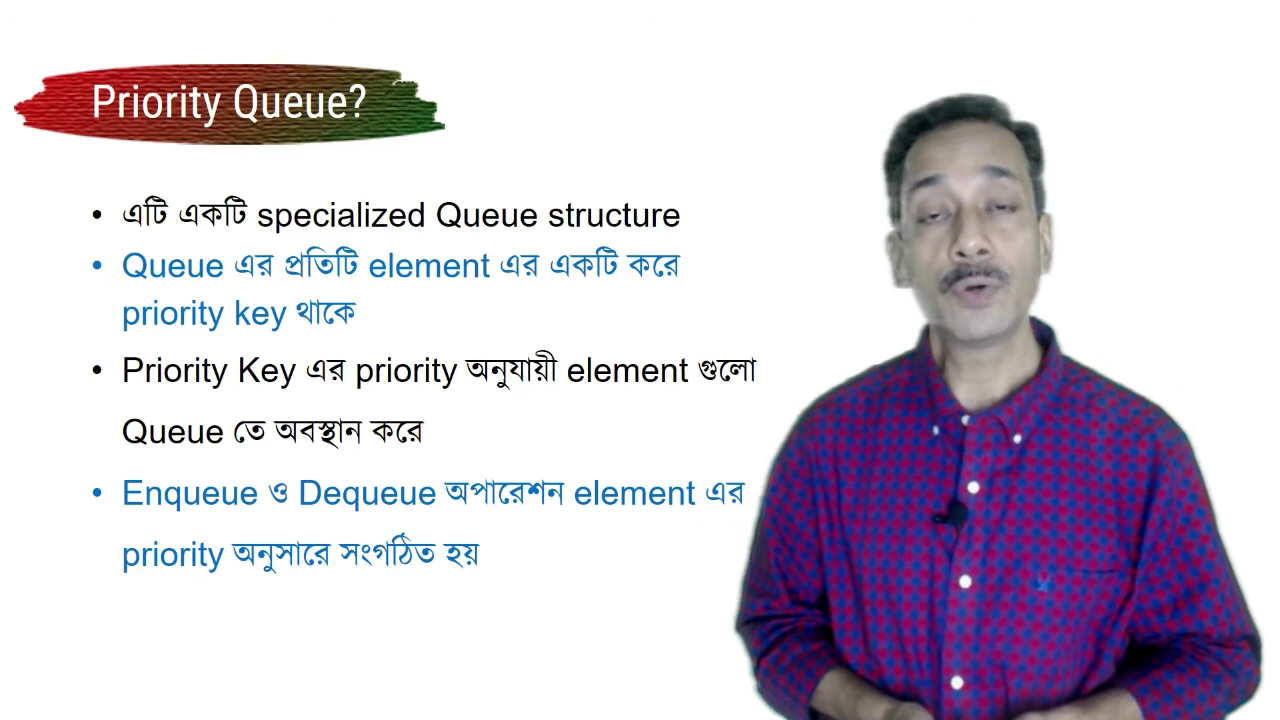 Priority Queue?
• এটি একটি specialized Queue structure
• Queue এর প্রতিটি element এর একটি করে
priority key থাকে
• Priority Key এর priority অনুযায়ী element গুলো
Queue তে অবস্থান করে
• Enqueue ও Dequeue অপারেশন element এর
priority অনুসারে সংগঠিত হয়